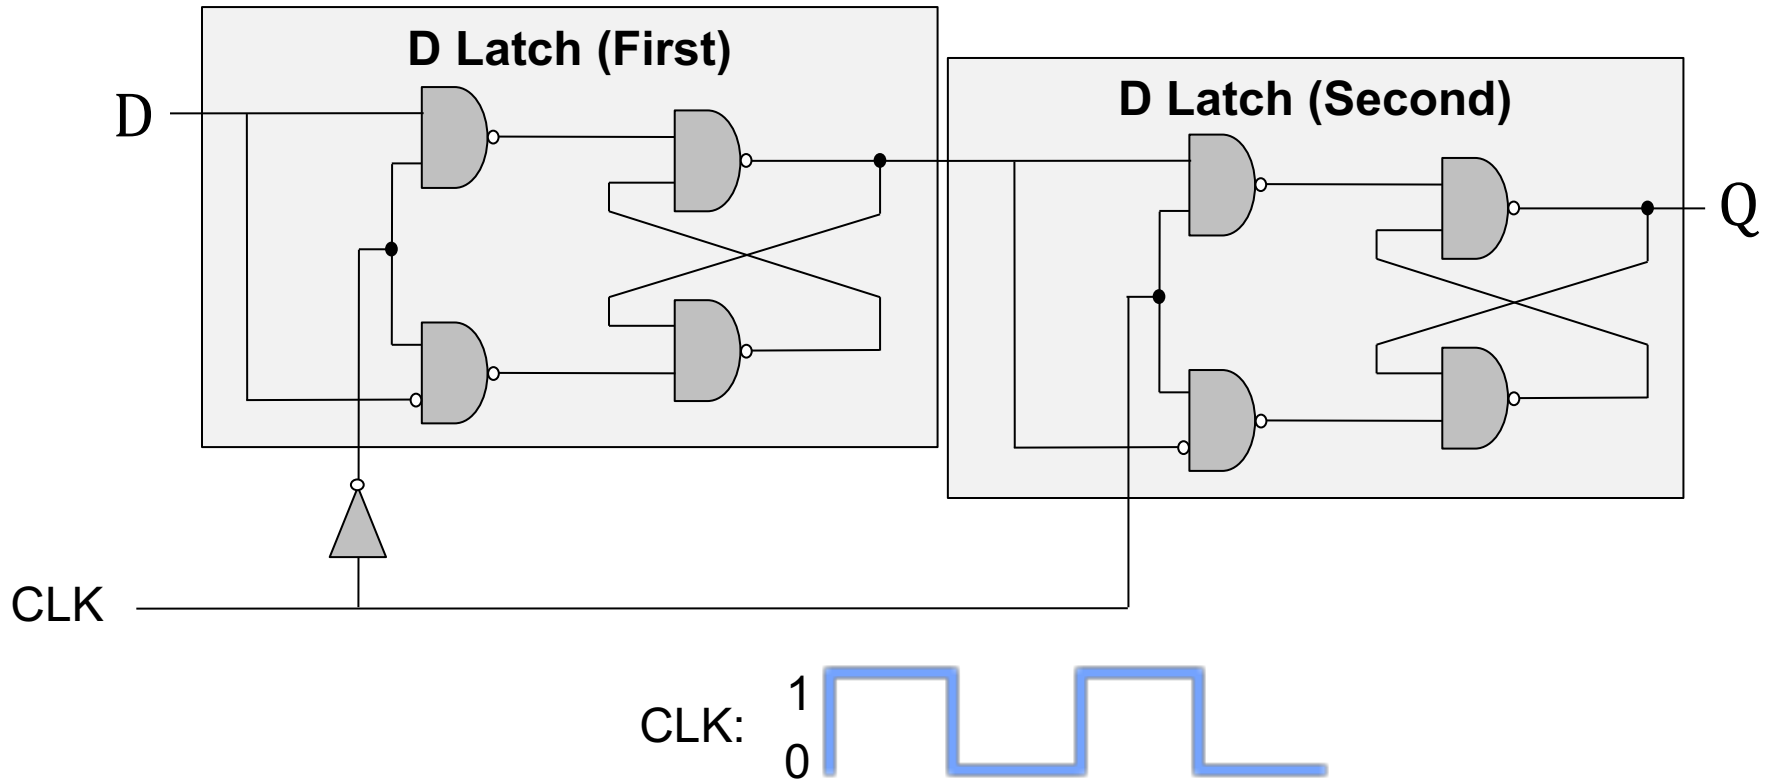 D Latch (First)
D Latch (Second)
D
Q
CLK
1
CLK:
0